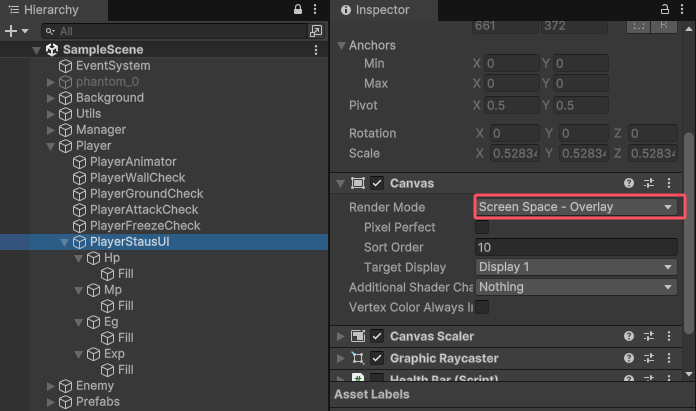 Hierarchy
All
SampleScene
EventSystem
phantom_0
Background
Utils
Manager
Player
PlayerAnimator
PlayerWallCheck
PlayerGroundCheck
PlayerAttackCheck
PlayerFreezeCheck
PlayerStausUI
Hp
Fill
Mp
Fill
Eg
Fill
Exp
Fill
Enemy
Prefabs
Inspector
661 372 R
Anchors
Min X 0 Y 0
Max X 0 Y 0
Pivot X 0.5 Y 0.5
Rotation X 0 Y 0 Z 0
Scale X 0.52834 Y 0.52834 Z 0.52834
Canvas
Render Mode Screen Space - Overlay
Pixel Perfect
Sort Order 10
Target Display Display 1
Additional Shader Cha Nothing
Vertex Color Always I
Canvas Scaler
Graphic Raycaster
Health Bar (Script)
Asset Labels